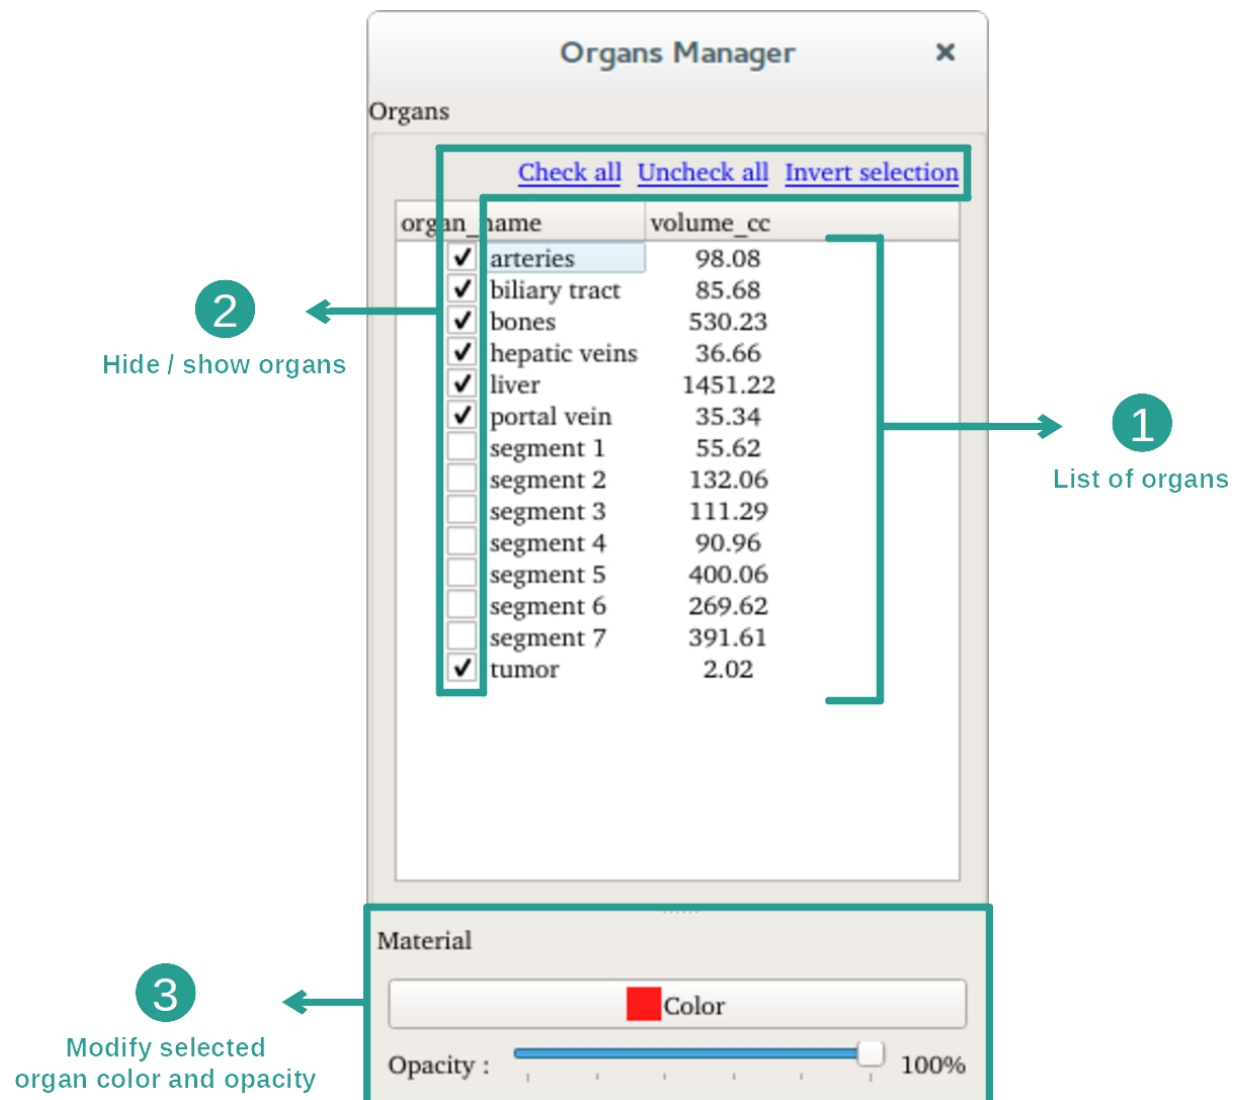 Organs Manager
Organs
Check all Uncheck all Invert selection
organ_name volume_cc
arteries 98.08
biliary tract 85.68
bones 530.23
hepatic veins 36.66
liver 1451.22
portal vein 35.34
segment 1 55.62
segment 2 132.06
segment 3 111.29
segment 4 90.96
segment 5 400.06
segment 6 269.62
segment 7 391.61
tumor 2.02
2
Hide / show organs
1
List of organs
Material
Color
Opacity : 100%
3
Modify selected
organ color and opacity